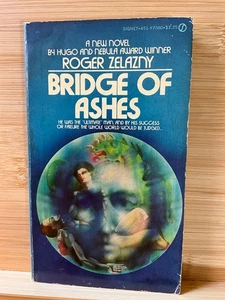 A NEW NOVEL
BY HUGO AND NEBULA AWARD WINNER
ROGER ZELAZNY
BRIDGE OF
ASHES
HE WAS THE "ULTIMATE" MAN, AND BY HIS SUCCESS
OR FAILURE THE WHOLE WORLD WOULD BE JUDGED...